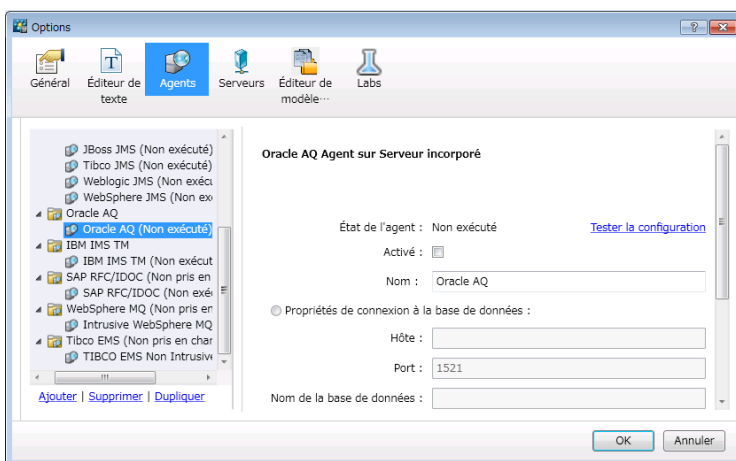 Options
Général
Éditeur de texte
Agents
Serveurs
Éditeur de modèle...
Labs
JBoss JMS (Non exécuté)
Tibco JMS (Non exécuté)
Weblogic JMS (Non exécu
WebSphere JMS (Non ex
Oracle AQ
Oracle AQ (Non exécuté)
IBM IMS TM
IBM IMS TM (Non exécut
SAP RFC/IDOC (Non pris en
SAP RFC/IDOC (Non exé
WebSphere MQ (Non pris er
Intrusive WebSphere MQ
Tibco EMS (Non pris en char
TIBCO EMS Non Intrusive
Ajouter | Supprimer | Dupliquer
Oracle AQ Agent sur Serveur incorporé
État de l'agent : Non exécuté Tester la configuration
Activé :
Nom : Oracle AQ
Propriétés de connexion à la base de données :
Hôte :
Port : 1521
Nom de la base de données :
OK Annuler